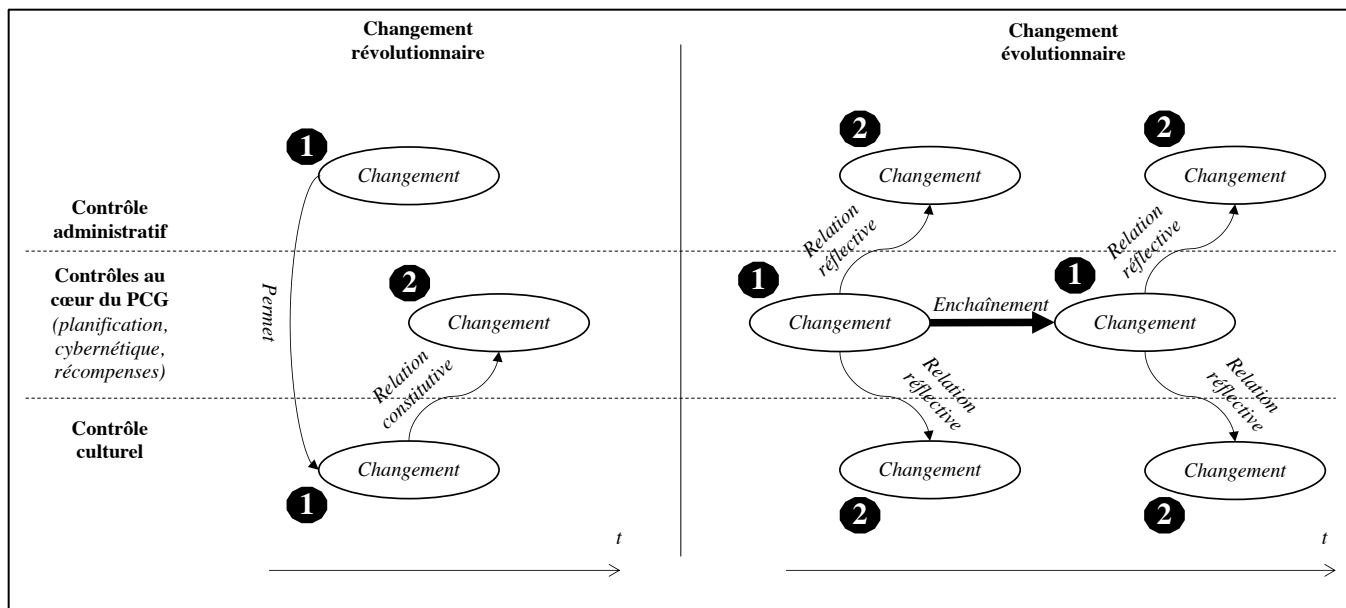 Changement
révolutionnaire
Changement
évolutionnaire
1
Changement
2
Changement
2
Changement
Contrôle
administratif
Relation
réflective
Relation
réflective
Contrôles au
cœur du PCG
(planification,
cybernétique,
récompenses)
Permet
2
Changement
1
Changement
Enchaînement
1
Changement
Relation
constitutive
Relation
réflective
Relation
réflective
Contrôle
culturel
Changement
1
Changement
2
Changement
2
t
t